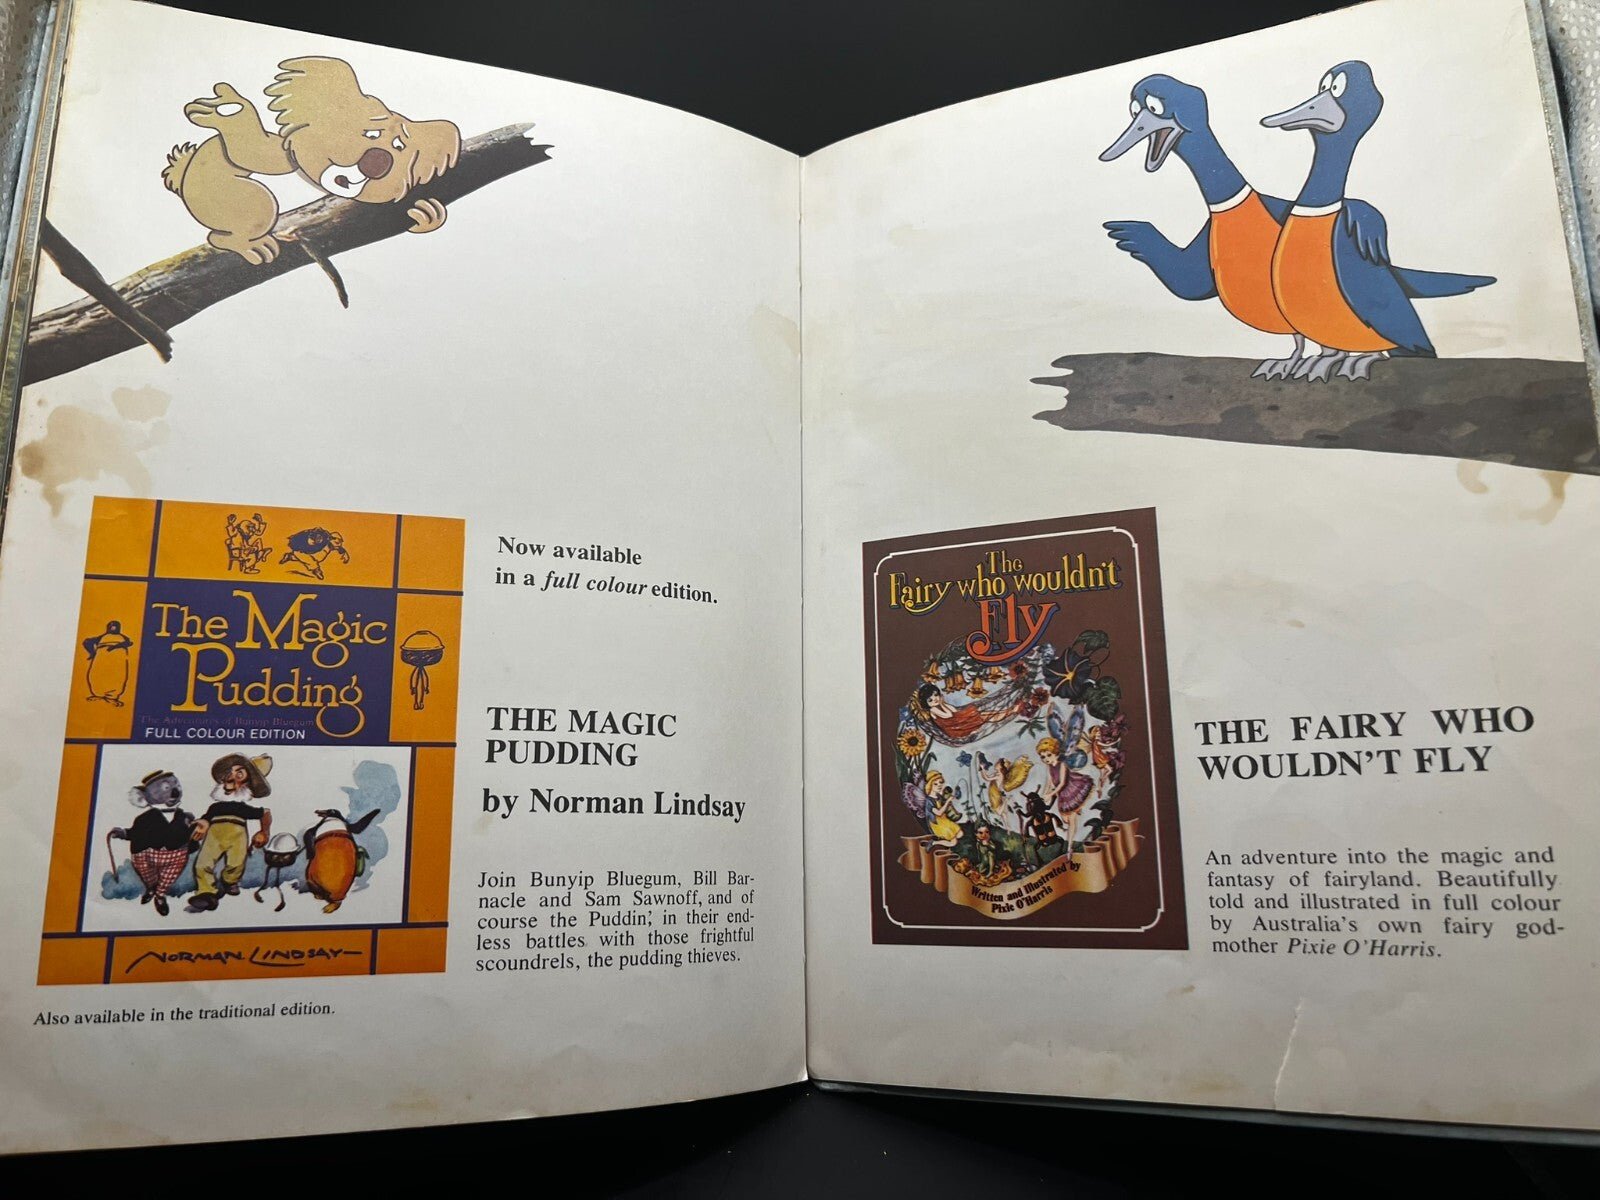 The Magic
Pudding
The Adventures of Bunyip Bluegum
FULL COLOUR EDITION
NORMAN LINDSAY
Also available in the traditional edition.
Now available
in a full colour edition.
THE MAGIC
PUDDING
by Norman Lindsay
Join Bunyip Bluegum, Bill Bar-
nacle and Sam Sawnoff, and of
course the Puddin', in their end-
less battles with those frightful
scoundrels, the pudding thieves.
The
Fairy who wouldn't
Fly
Written and Illustrated by
Pixie O'Harris
THE FAIRY WHO
WOULDN'T FLY
An adventure into the magic and
fantasy of fairyland. Beautifully
told and illustrated in full colour
by Australia's own fairy god-
mother Pixie O'Harris.